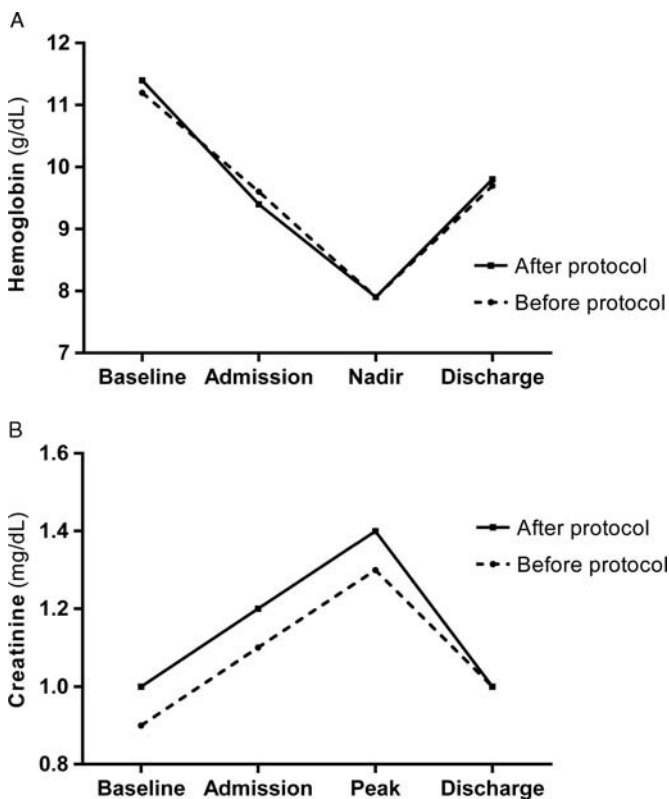 A
Hemoglobin (g/dL)
12
11
10
9
8
7
After protocol
Before protocol
Baseline Admission Nadir Discharge
B
Creatinine (mg/dL)
1.6
1.4
1.2
1.0
0.8
After protocol
Before protocol
Baseline Admission Peak Discharge